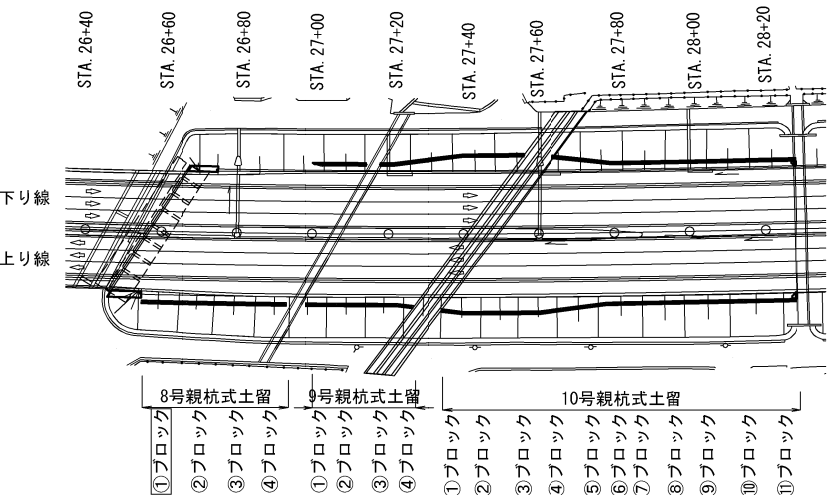 STA. 26+40
STA. 26+60
STA. 26+80
STA. 27+00
STA. 27+20
STA. 27+40
STA. 27+60
STA. 27+80
STA. 28+00
STA. 28+20
下り線
上り線
8号親杭式土留
9号親杭式土留
10号親杭式土留
①ブロック
②ブロック
③ブロック
④ブロック
①ブロック
②ブロック
③ブロック
④ブロック
①ブロック
②ブロック
③ブロック
④ブロック
⑤ブロック
⑥ブロック
⑦ブロック
⑧ブロック
⑨ブロック
⑩ブロック
⑪ブロック